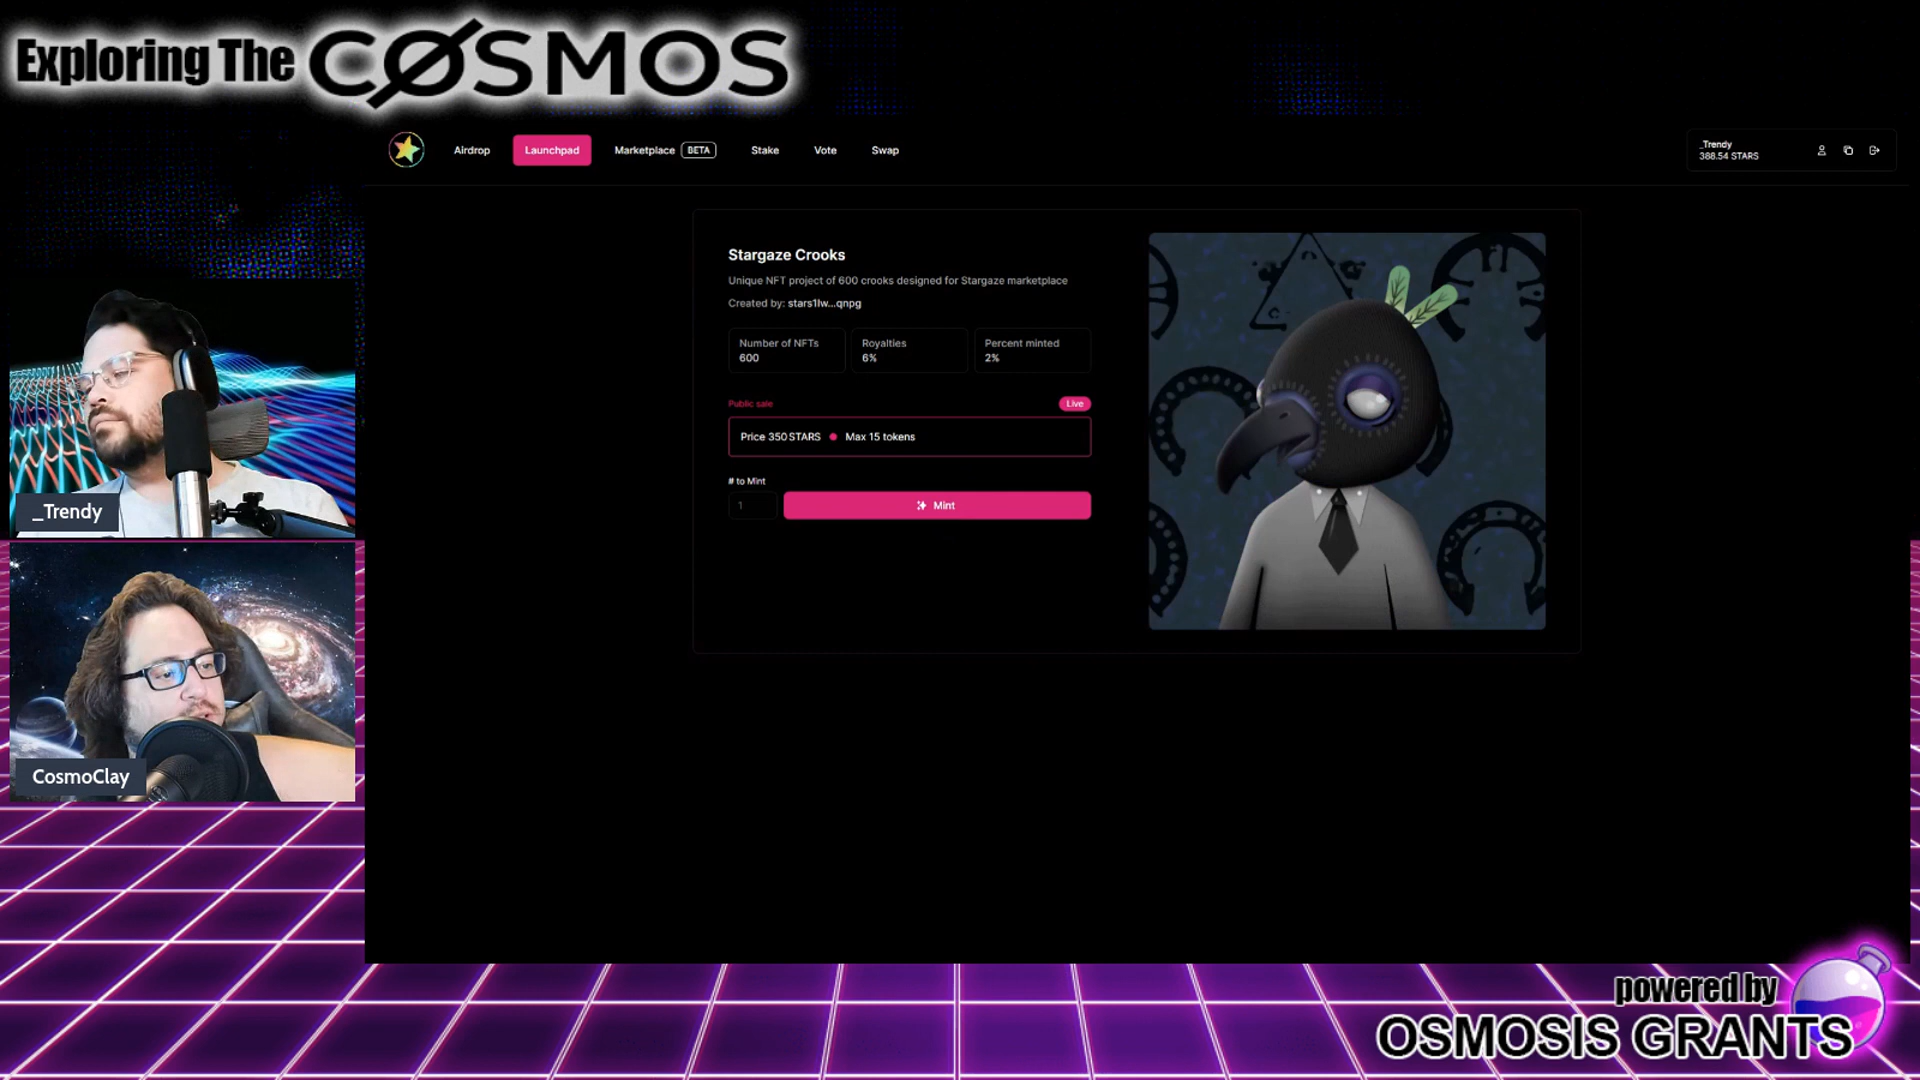 Exploring The CØSMOS
Airdrop
Launchpad
Marketplace BETA
Stake
Vote
Swap
_Trendy
388.54 STARS
Stargaze Crooks
Unique NFT project of 600 crooks designed for Stargaze marketplace
Created by: stars1lw...qnpg
Number of NFTs
600
Royalties
6%
Percent minted
2%
Public sale
Live
Price 350 STARS
Max 15 tokens
# to Mint
1
Mint
_Trendy
CosmoClay
powered by
OSMOSIS GRANTS